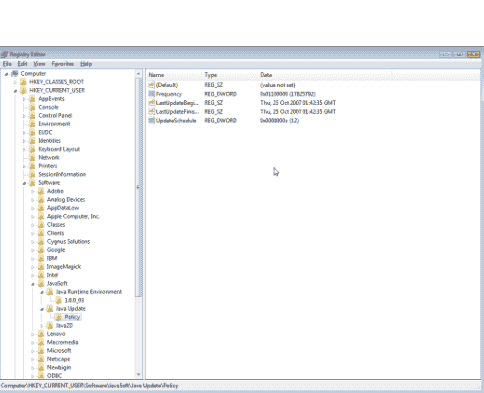 Registry Editor
File Edit View Favorites Help
Computer
HKEY_CLASSES_ROOT
HKEY_CURRENT_USER
AppEvents
Console
Control Panel
Environment
EUDC
Identities
Keyboard Layout
Network
Printers
SessionInformation
Software
Adobe
Analog Devices
AppDataLow
Apple Computer, Inc.
Classes
Clients
Cygnus Solutions
Google
IBM
ImageMagick
Intel
JavaSoft
Java Runtime Environment
1.6.0_03
Java Update
Policy
Java2D
Lenovo
Macromedia
Microsoft
Netscape
Newbigin
ODBC
Name Type Data
(Default) REG_SZ (value not set)
Frequency REG_DWORD 0x01100000 (17825792)
LastUpdateBegi... REG_SZ Thu, 25 Oct 2007 01:42:35 GMT
LastUpdateFinis... REG_SZ Thu, 25 Oct 2007 01:42:35 GMT
UpdateSchedule REG_DWORD (12)
Computer\HKEY_CURRENT_USER\Software\JavaSoft\Java Update\Policy